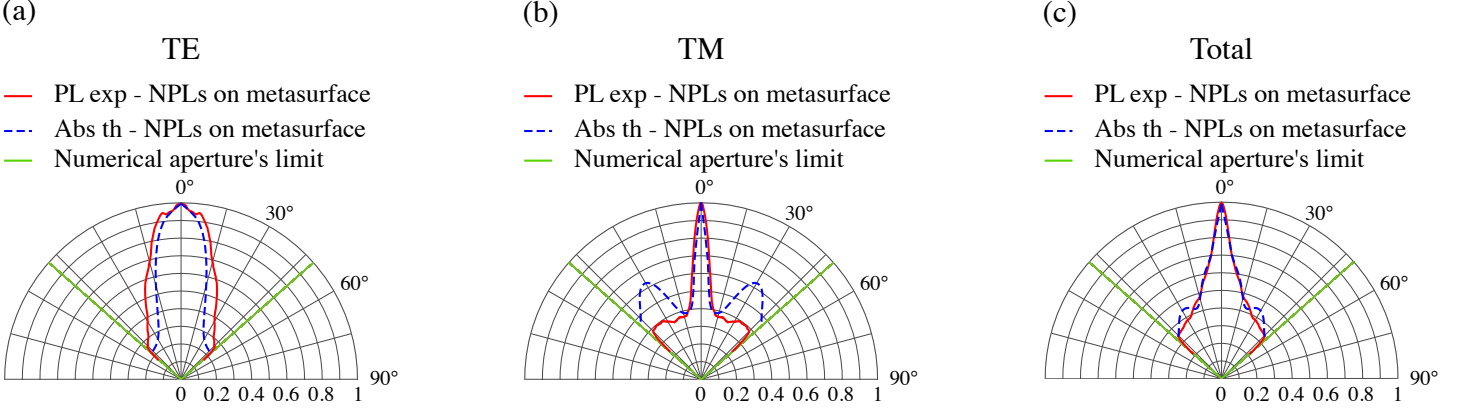 (a)
TE
PL exp - NPLs on metasurface
Abs th - NPLs on metasurface
Numerical aperture's limit
0°
30°
60°
90°
0 0.2 0.4 0.6 0.8 1
(b)
TM
PL exp - NPLs on metasurface
Abs th - NPLs on metasurface
Numerical aperture's limit
0°
30°
60°
90°
0 0.2 0.4 0.6 0.8 1
(c)
Total
PL exp - NPLs on metasurface
Abs th - NPLs on metasurface
Numerical aperture's limit
0°
30°
60°
90°
0 0.2 0.4 0.6 0.8 1